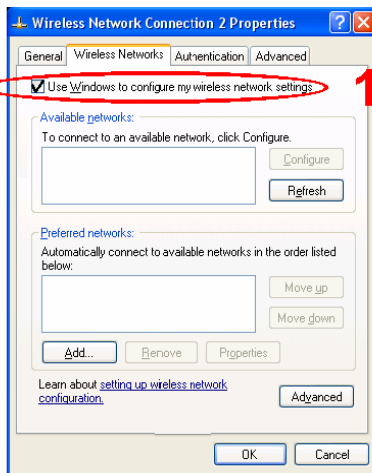 Wireless Network Connection 2 Properties
General Wireless Networks Authentication Advanced
Use Windows to configure my wireless network settings 1
Available networks:
To connect to an available network, click Configure.
Configure
Refresh
Preferred networks:
Automatically connect to available networks in the order listed
below:
Move up
Move down
Add... Remove Properties
Learn about setting up wireless network
configuration.
Advanced
OK Cancel